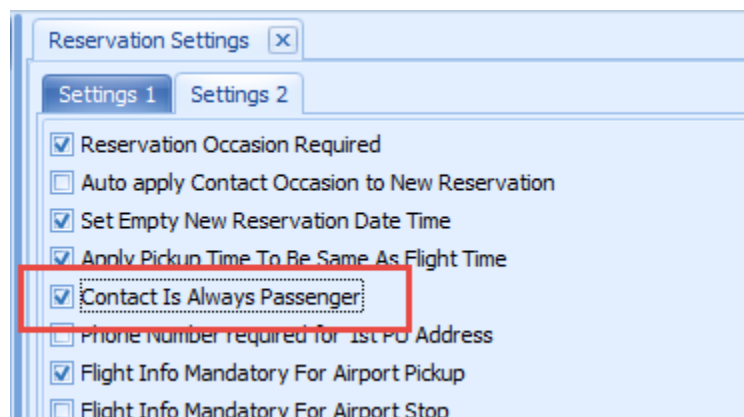 Reservation Settings
Settings 1 Settings 2
Reservation Occasion Required
Auto apply Contact Occasion to New Reservation
Set Empty New Reservation Date Time
Apply Pickup Time To Be Same As Flight Time
Contact Is Always Passenger
Phone Number required for 1st PU Address
Flight Info Mandatory For Airport Pickup
Flight Info Mandatory For Airport Stop